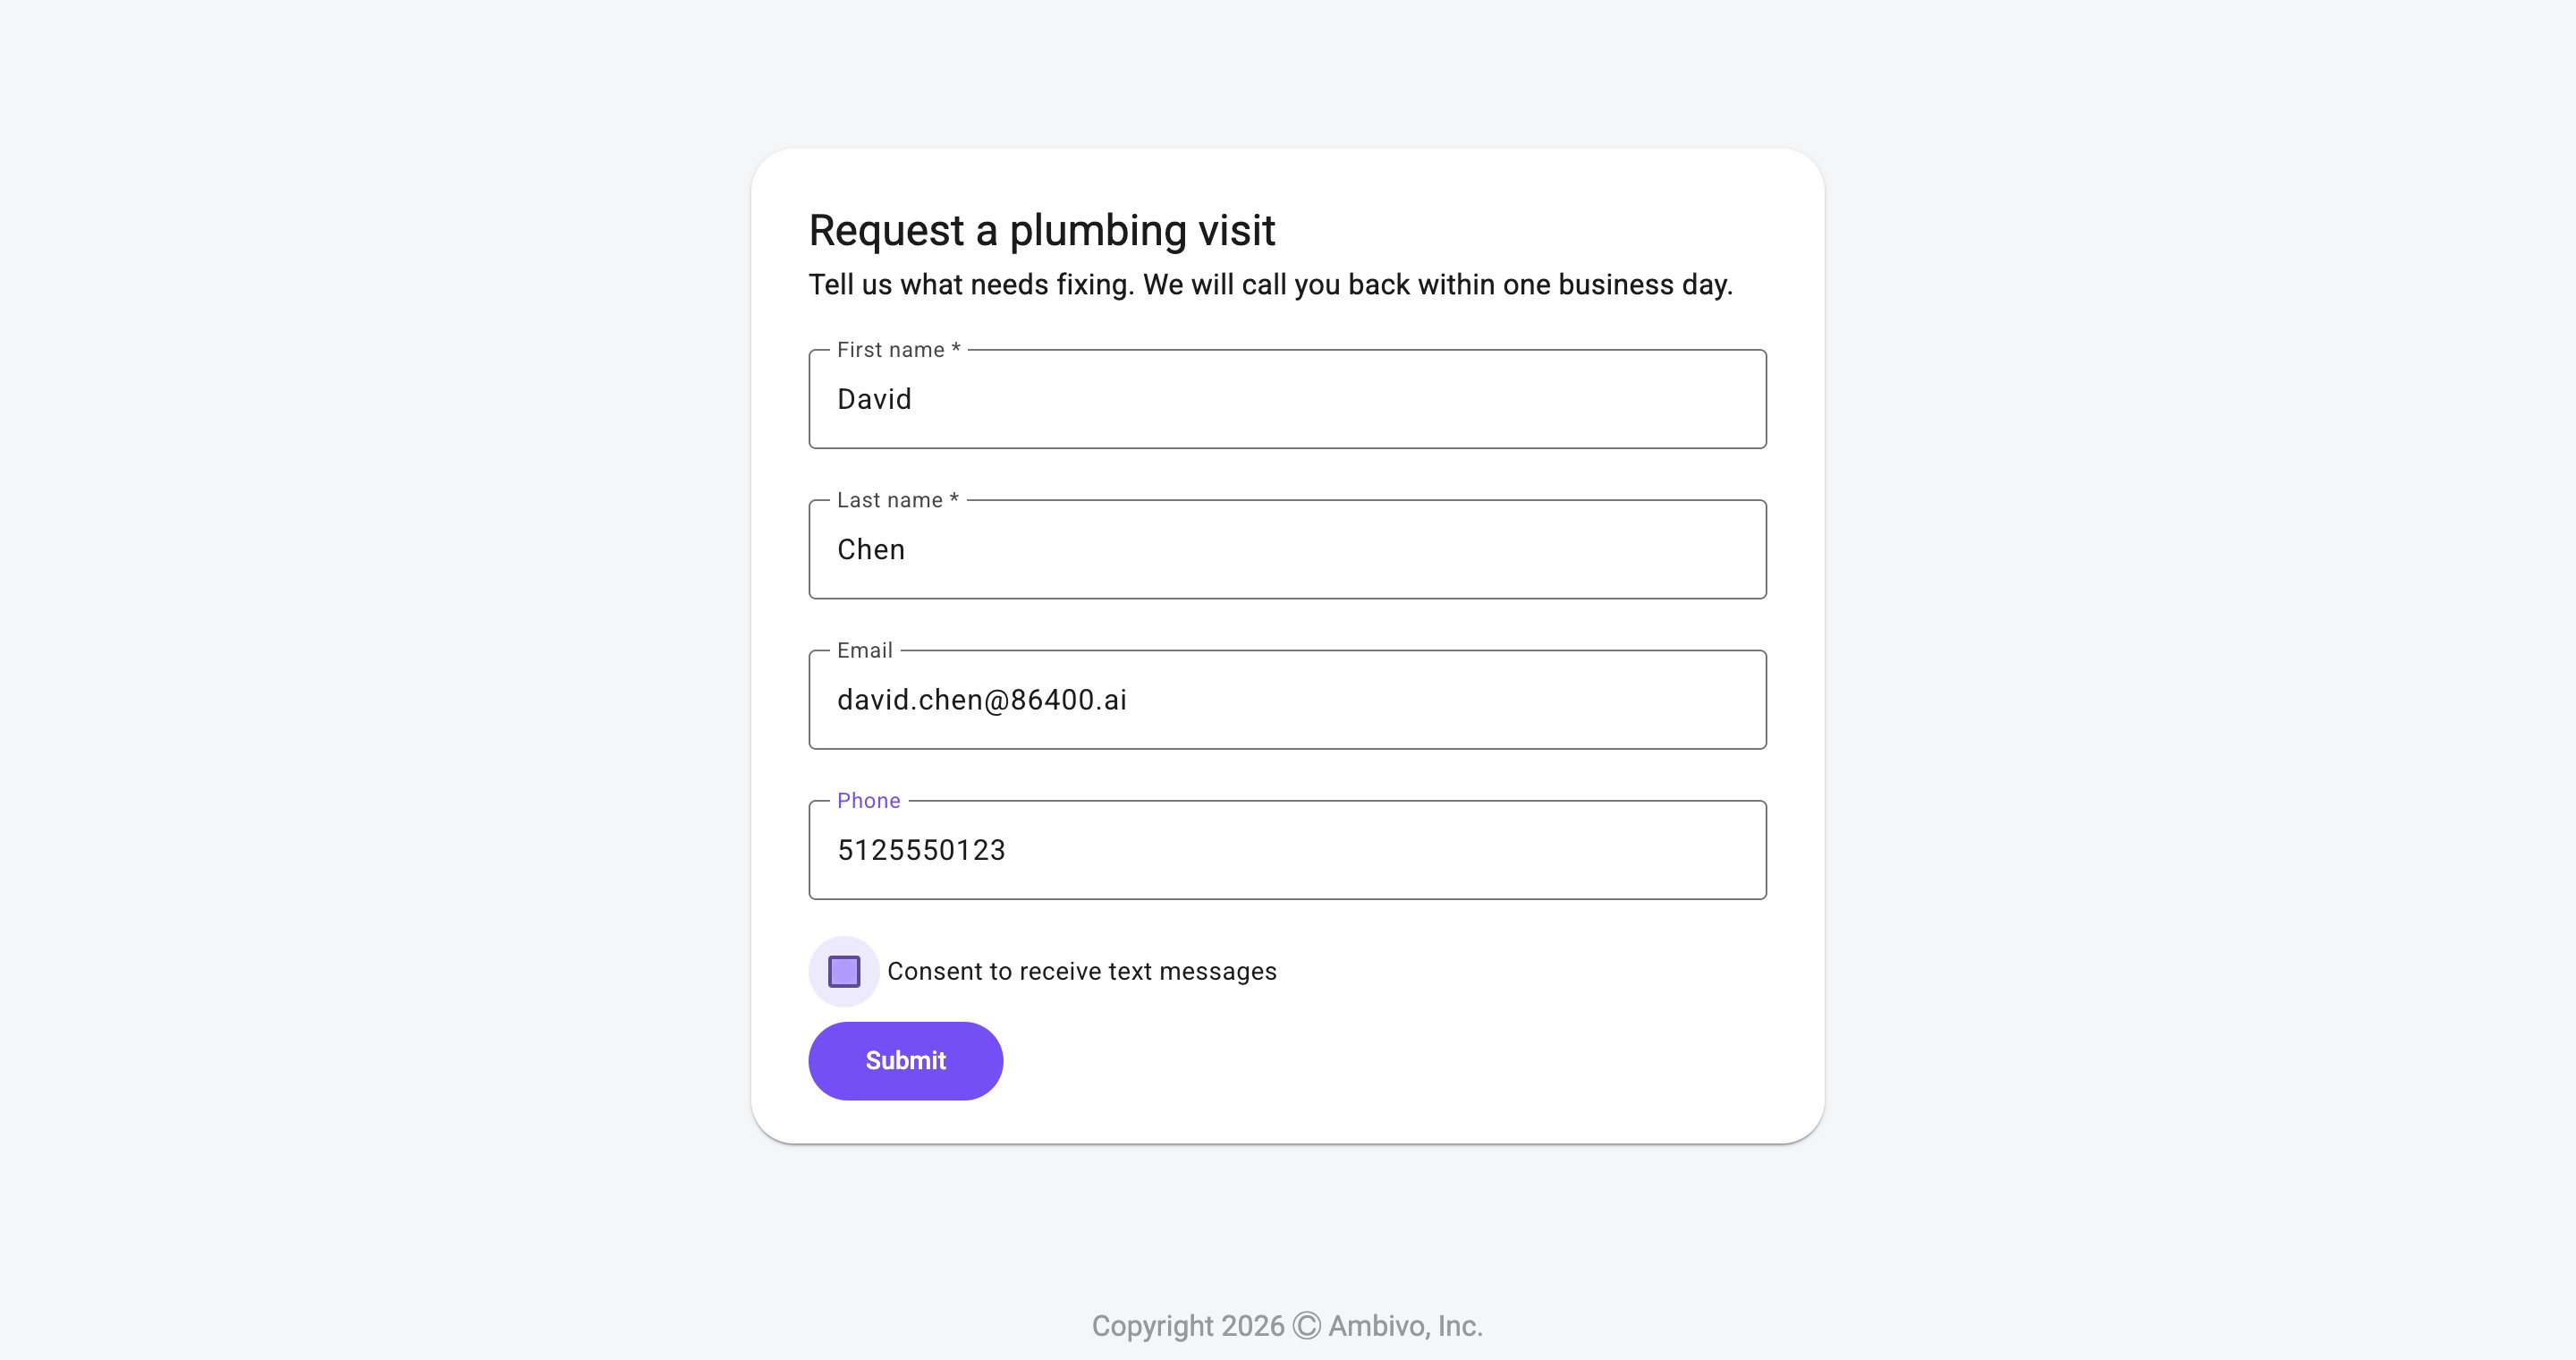 Request a plumbing visit
Tell us what needs fixing. We will call you back within one business day.
First name *
David
Last name *
Chen
Email
david.chen@86400.ai
Phone
5125550123
Consent to receive text messages
Submit
Copyright 2026 © Ambivo, Inc.